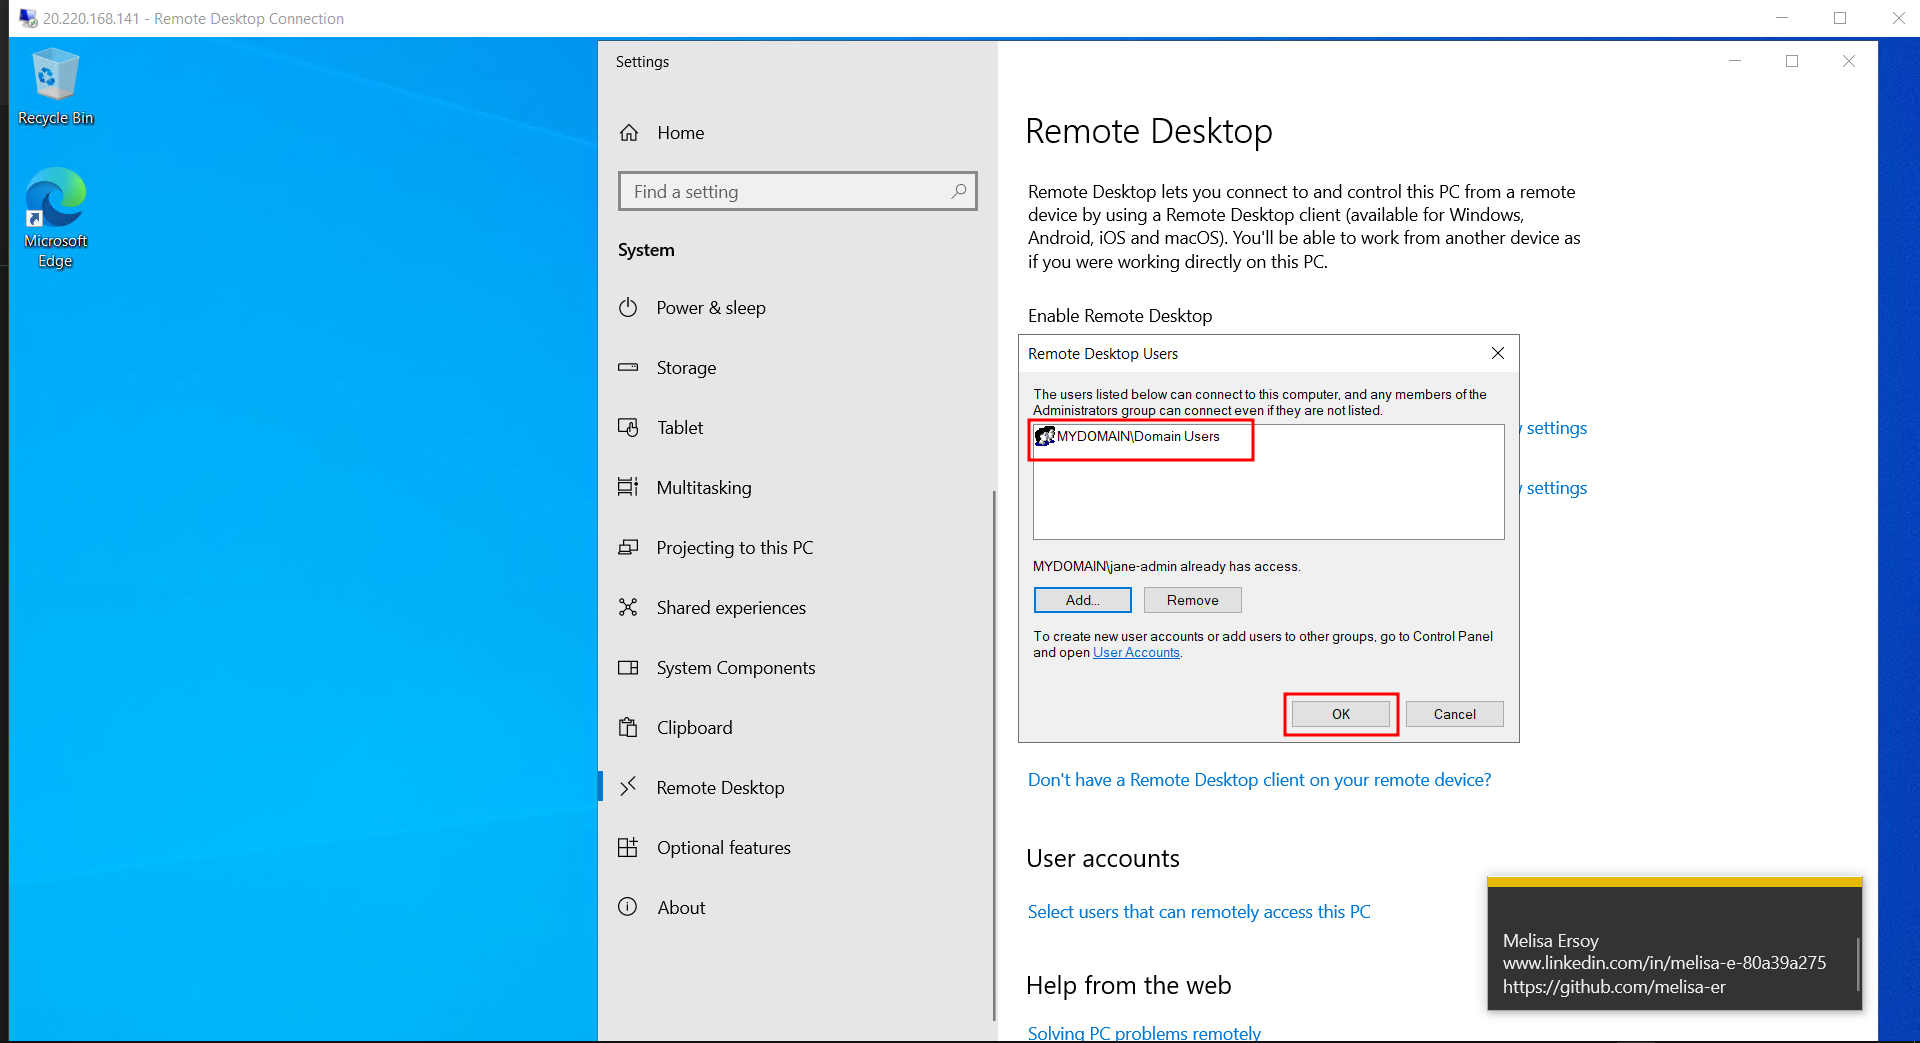 20.220.168.141 - Remote Desktop Connection
Recycle Bin
Microsoft
Edge
Settings
Home
Find a setting
System
Power & sleep
Storage
Tablet
Multitasking
Projecting to this PC
Shared experiences
System Components
Clipboard
Remote Desktop
Optional features
About
Remote Desktop
Remote Desktop lets you connect to and control this PC from a remote
device by using a Remote Desktop client (available for Windows,
Android, iOS and macOS). You'll be able to work from another device as
if you were working directly on this PC.
Enable Remote Desktop
Remote Desktop Users
The users listed below can connect to this computer, and any members of the
Administrators group can connect even if they are not listed.
MYDOMAIN\Domain Users
MYDOMAIN\jane-admin already has access.
Add...
Remove
To create new user accounts or add users to other groups, go to Control Panel
and open User Accounts.
OK
Cancel
settings
settings
Don't have a Remote Desktop client on your remote device?
User accounts
Select users that can remotely access this PC
Help from the web
Solving PC problems remotely
Melisa Ersoy
www.linkedin.com/in/melisa-e-80a39a275
https://github.com/melisa-er